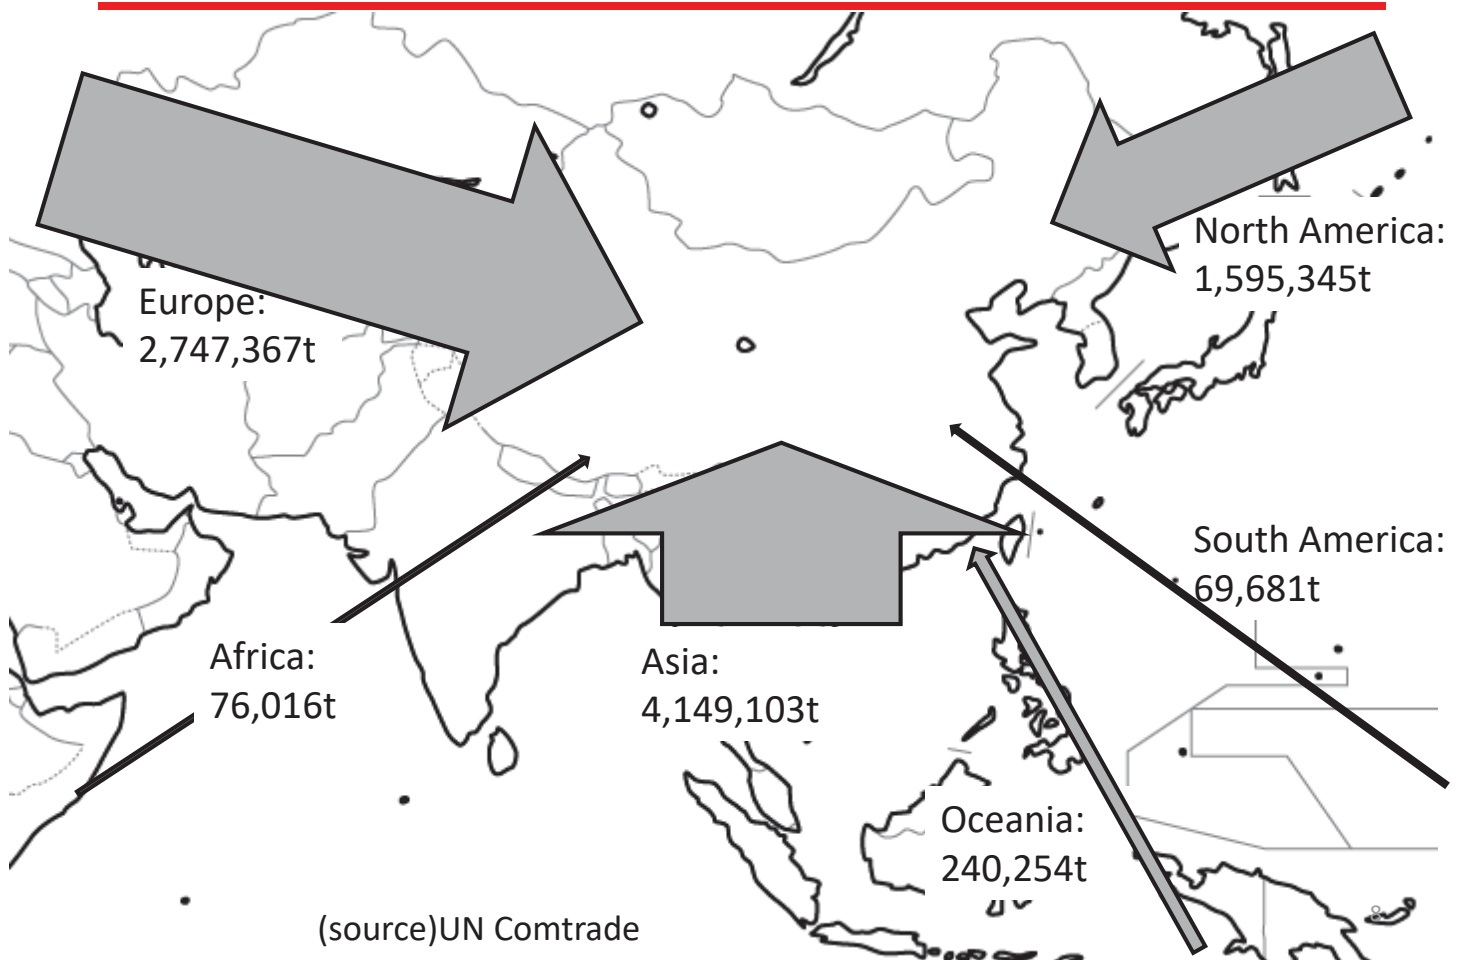 North America:
1,595,345t
Europe:
2,747,367t
South America:
69,681t
Africa:
76,016t
Asia:
4,149,103t
Oceania:
240,254t
(source)UN Comtrade